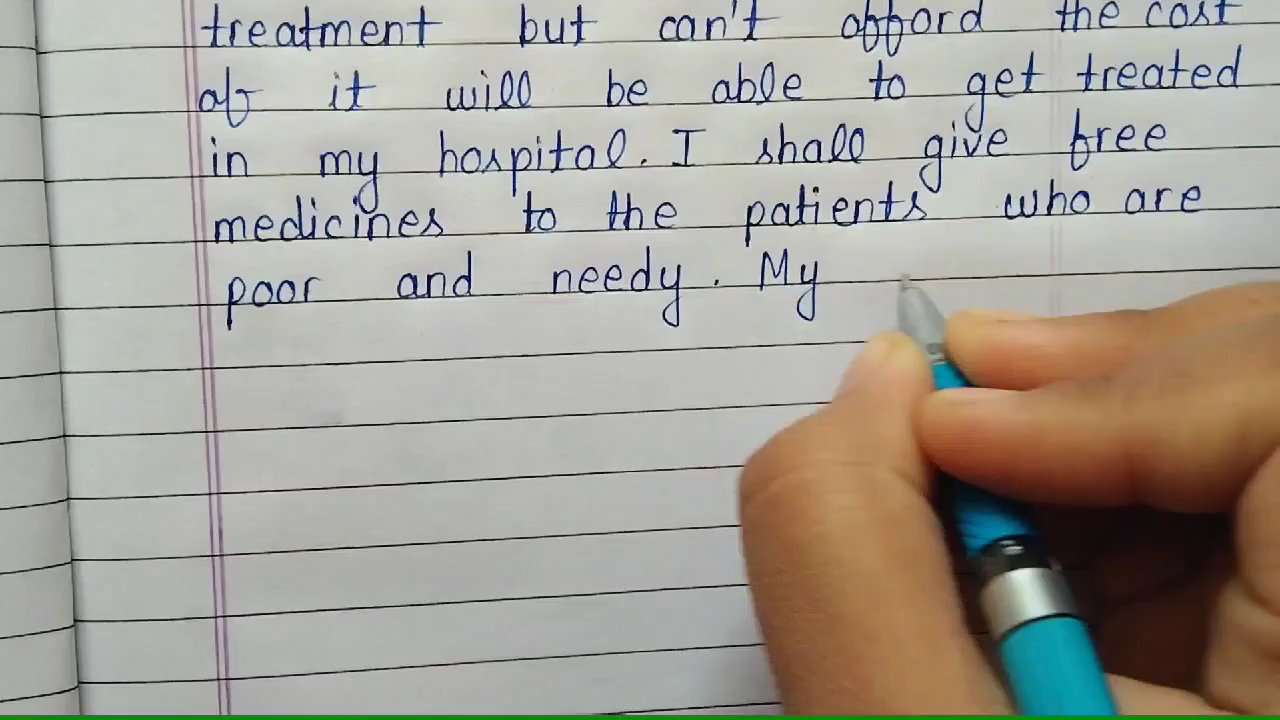 treatment but can't afford the cost
of it will be able to get treated
in my hospital. I shall give free
medicines to the patients who are
poor and needy. My